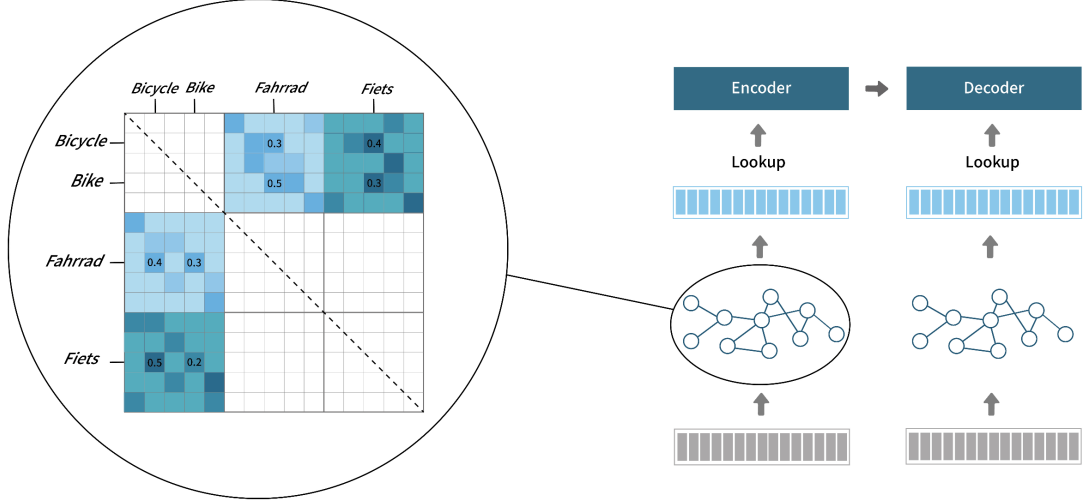 Bicycle Bike Fahrrad Fiets
Bicycle
0.3 0.4
Bike
0.5 0.3
Fahrrad
0.4 0.3
Fiets
0.5 0.2
Encoder Decoder
Lookup Lookup